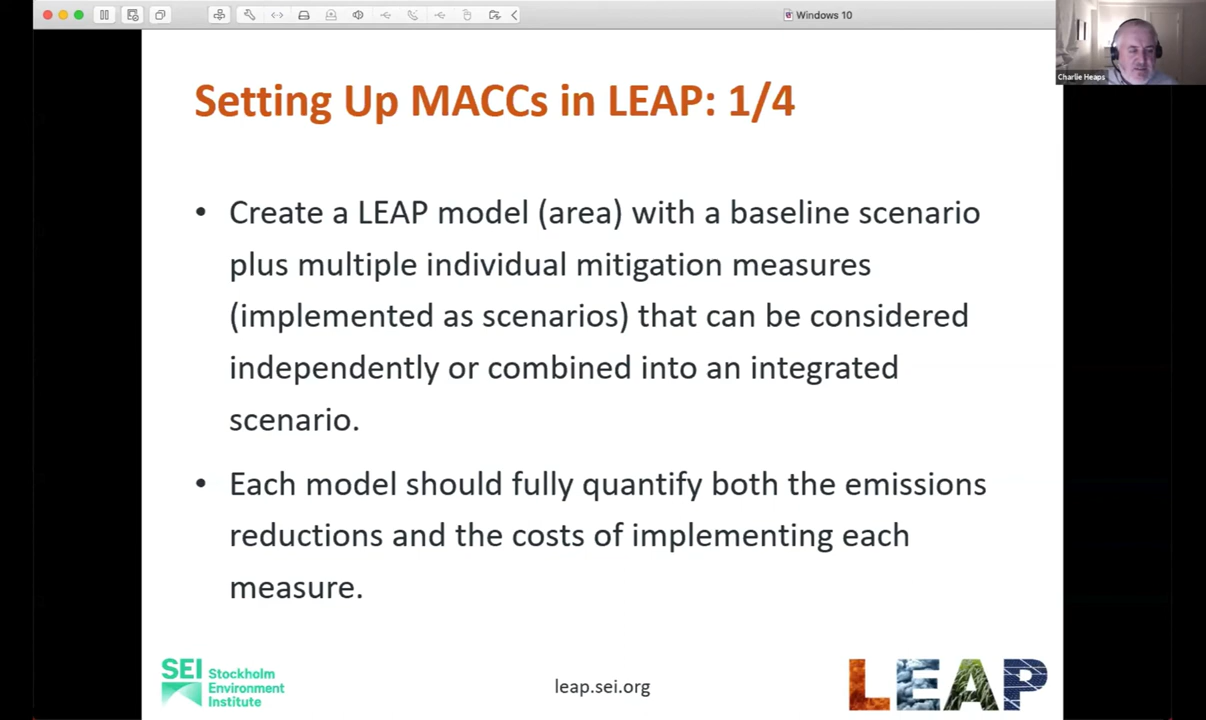 Windows 10
Charlie Heaps
Setting Up MACCs in LEAP: 1/4
• Create a LEAP model (area) with a baseline scenario
plus multiple individual mitigation measures
(implemented as scenarios) that can be considered
independently or combined into an integrated
scenario.
• Each model should fully quantify both the emissions
reductions and the costs of implementing each
measure.
SEI Stockholm
Environment
Institute
leap.sei.org
LEAP